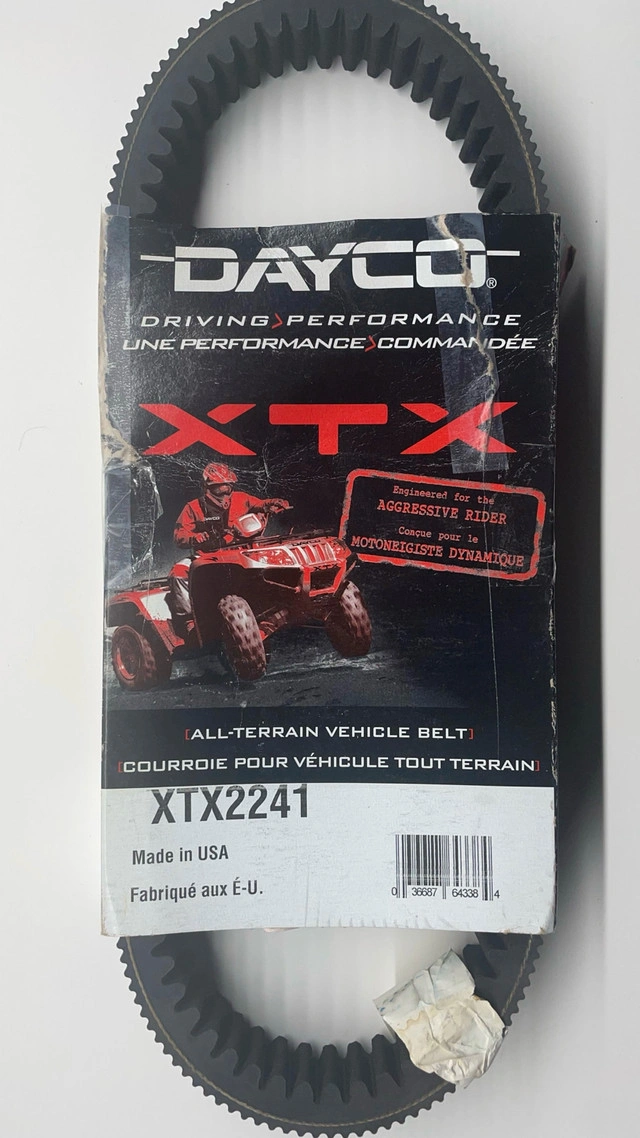 DAYCO®
DRIVING>PERFORMANCE
UNE PERFORMANCE>COMMANDÉE
XTX
Engineered for the
AGGRESSIVE RIDER
Conçue pour le
MOTONEIGISTE DYNAMIQUE
[ALL-TERRAIN VEHICLE BELT]
[COURROIE POUR VÉHICULE TOUT TERRAIN]
XTX2241
Made in USA
Fabriqué aux É-U.
0 36687 64338 4